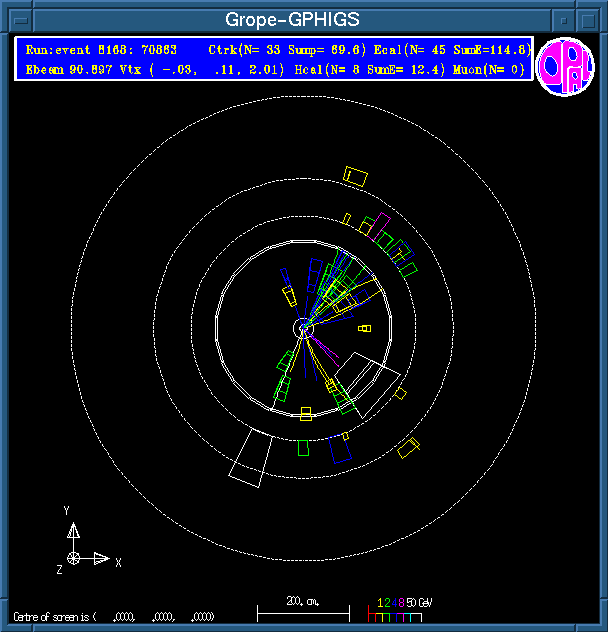 Grope-GPHIGS
Run:event 8168: 70863 Ctrk(N= 33 Sump= 89.6) Ecal(N= 45 SumE=114.8)
Ebeam 90.897 Vtx ( -.03, .11, 2.01) Hcal(N= 8 SumE= 12.4) Muon(N= 0)
OPAL
Y
X
Z
200. cm.
1 2 4 8 50 GeV
Centre of screen is ( .0000, .0000, .0000)